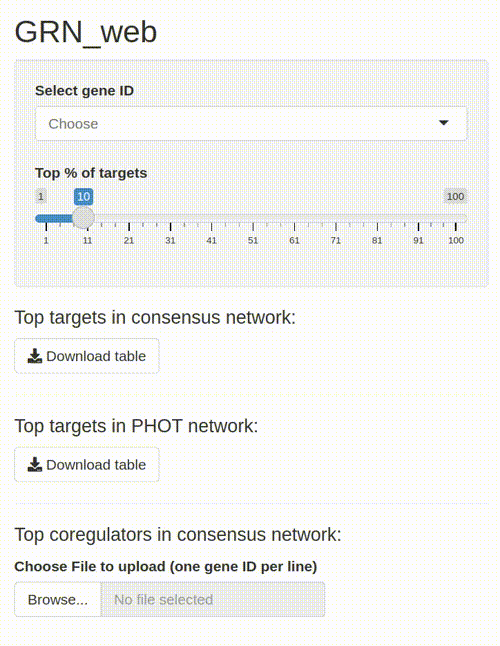 GRN_web
Select gene ID
Choose
Top % of targets
1 10 100
1 11 21 31 41 51 61 71 81 91 100
Top targets in consensus network:
Download table
Top targets in PHOT network:
Download table
Top coregulators in consensus network:
Choose File to upload (one gene ID per line)
Browse... No file selected